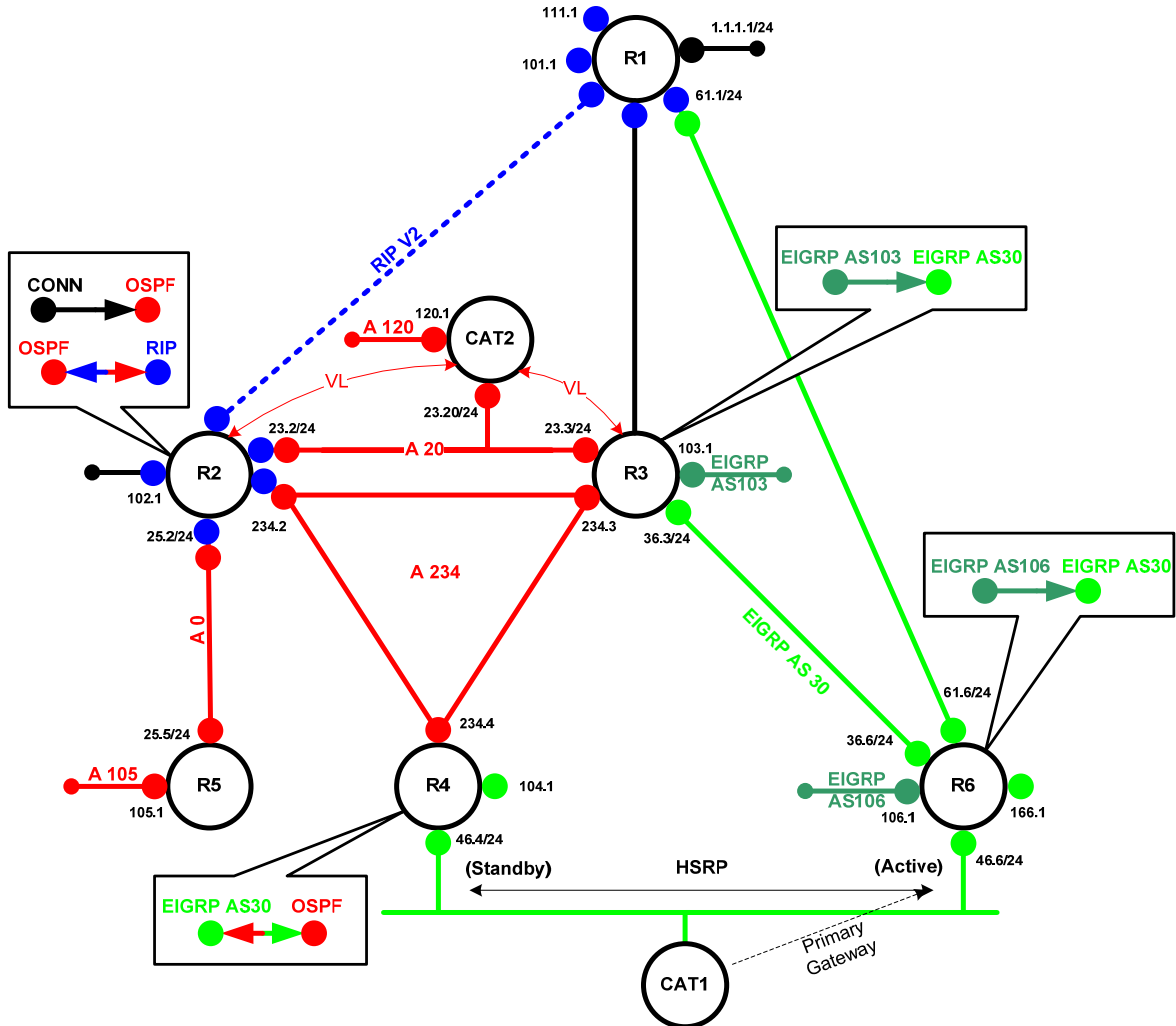 111.1
1.1.1.1/24
R1
101.1
61.1/24
RIP V2
EIGRP AS103 EIGRP AS30
CONN OSPF
120.1
A 120
CAT2
OSPF RIP
VL
VL
23.20/24
23.2/24
23.3/24
A 20
103.1
EIGRP
AS103
R2
R3
102.1
234.2
234.3
36.3/24
25.2/24
EIGRP AS106 EIGRP AS30
A 234
A 0
EIGRP AS 30
61.6/24
234.4
25.5/24
36.6/24
A 105
R5
R4
104.1
EIGRP
AS106
R6
105.1
106.1
166.1
46.4/24
46.6/24
(Standby) HSRP (Active)
EIGRP AS30 OSPF
Primary
Gateway
CAT1